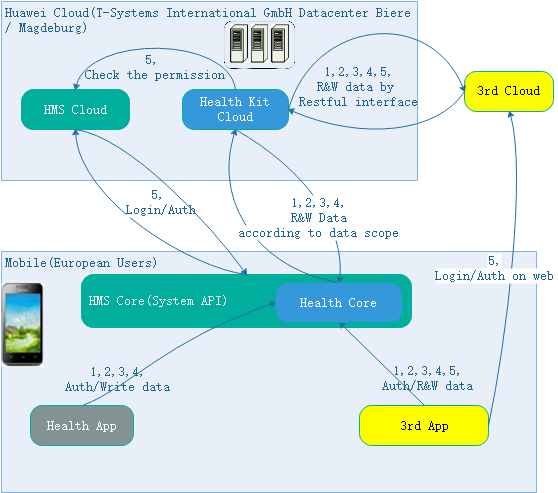 Huawei Cloud(T-Systems International GmbH Datacenter Biere
/ Magdeburg)
5,
Check the permission
1,2,3,4,5,
R&W data by
Restful interface
HMS Cloud
Health Kit
Cloud
3rd Cloud
5,
Login/Auth
1,2,3,4,
R&W Data
according to data scope
Mobile(European Users)
5,
Login/Auth on web
HMS Core(System API)
Health Core
1,2,3,4,
Auth/Write data
1,2,3,4,5,
Auth/R&W data
Health App
3rd App